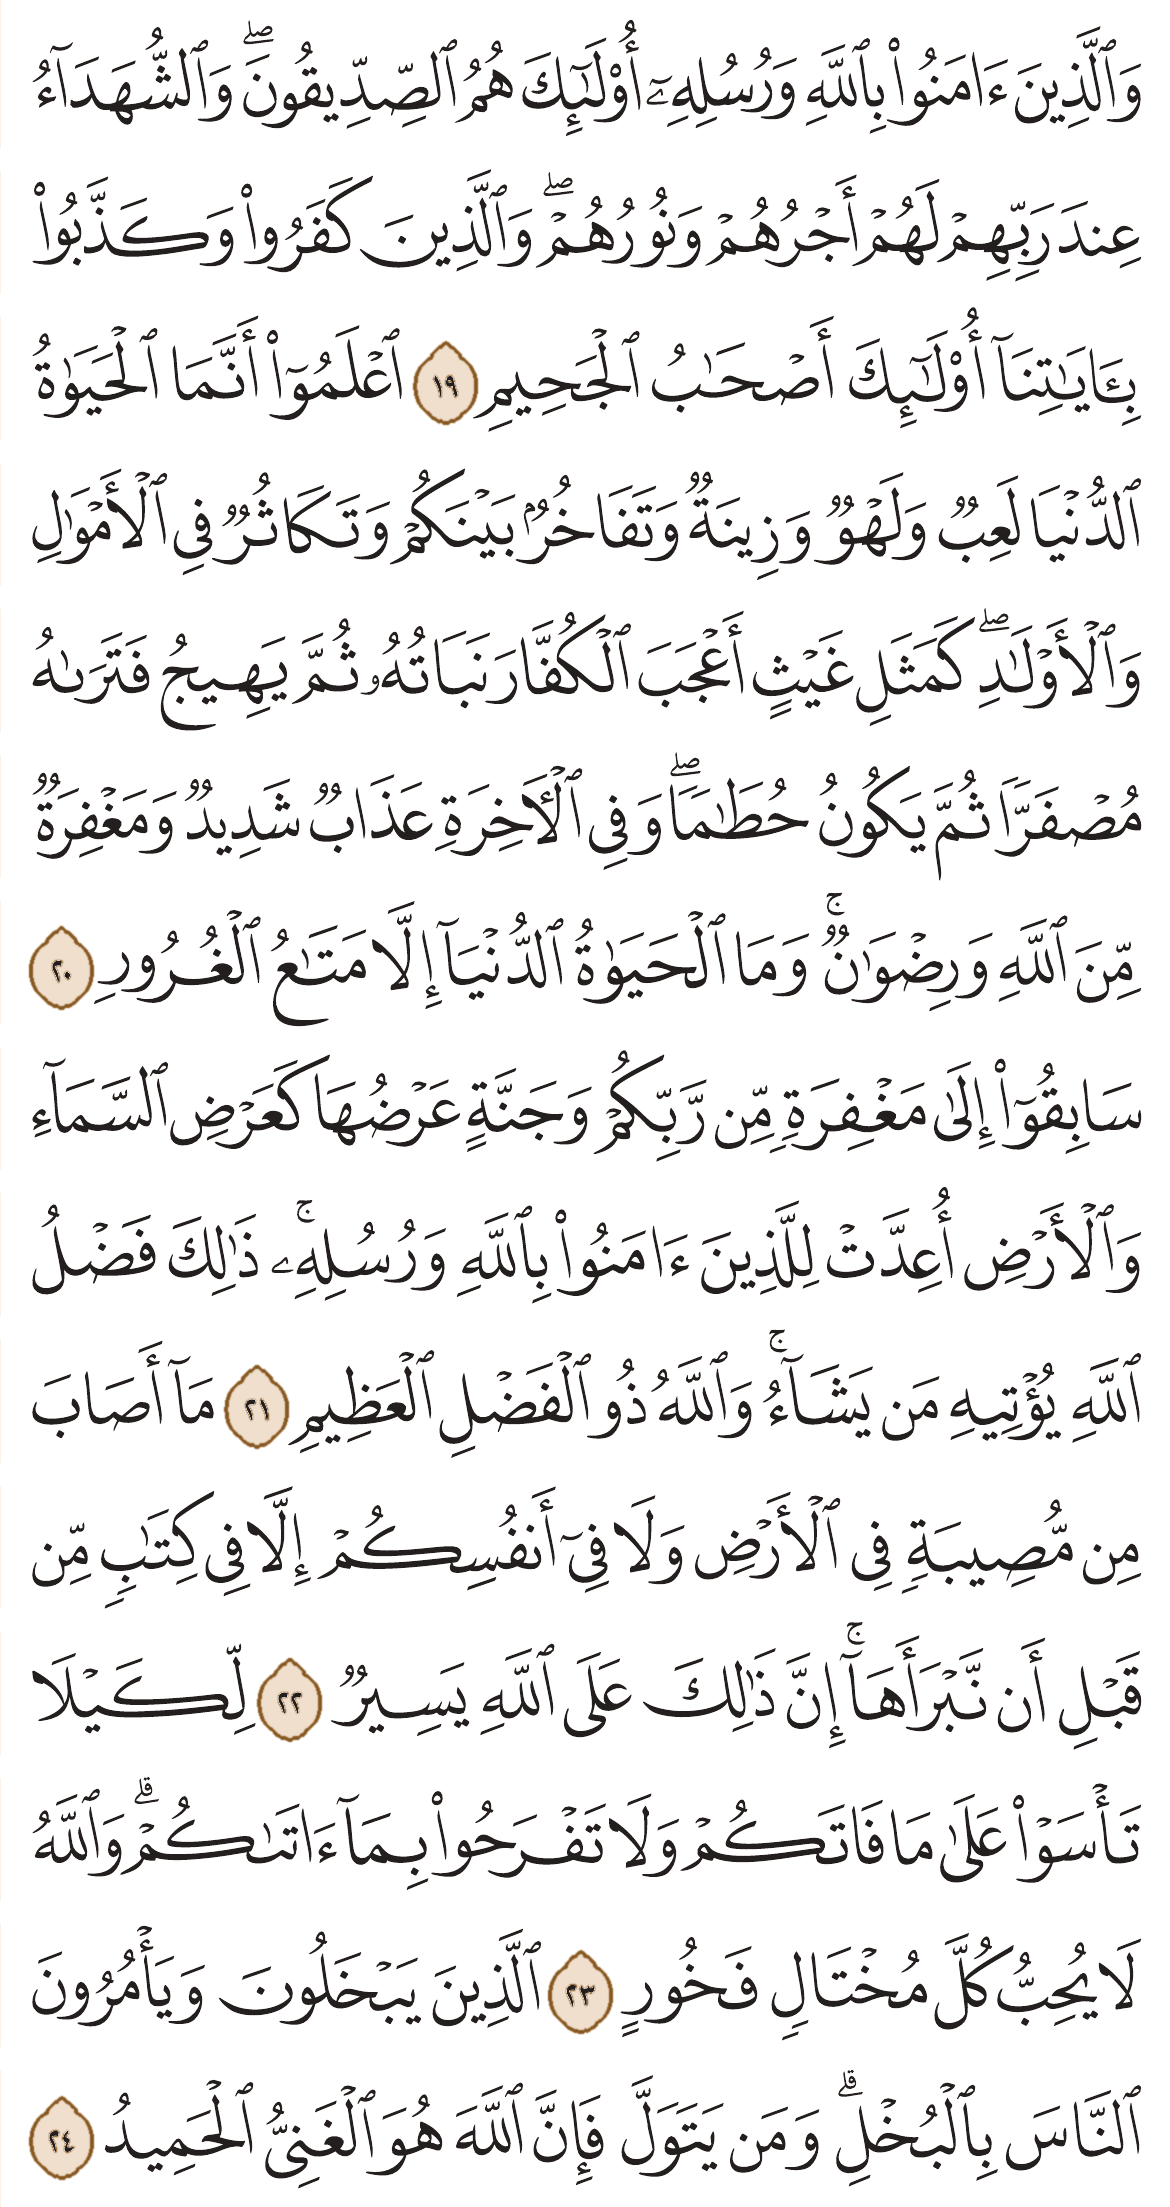 وَٱلَّذِينَ ءَامَنُوا۟ بِٱللَّهِ وَرُسُلِهِۦٓ أُو۟لَـٰٓئِكَ هُمُ ٱلصِّدِّيقُونَ ۖ وَٱلشُّهَدَآءُ
عِندَ رَبِّهِمْ لَهُمْ أَجْرُهُمْ وَنُورُهُمْ ۖ وَٱلَّذِينَ كَفَرُوا۟ وَكَذَّبُوا۟
بِـَٔايَـٰتِنَآ أُو۟لَـٰٓئِكَ أَصْحَـٰبُ ٱلْجَحِيمِ ١٩ ٱعْلَمُوٓا۟ أَنَّمَا ٱلْحَيَوٰةُ
ٱلدُّنْيَا لَعِبٌ وَلَهْوٌ وَزِينَةٌ وَتَفَاخُرٌۢ بَيْنَكُمْ وَتَكَاثُرٌ فِى ٱلْأَمْوَٰلِ
وَٱلْأَوْلَـٰدِ ۖ كَمَثَلِ غَيْثٍ أَعْجَبَ ٱلْكُفَّارَ نَبَاتُهُۥ ثُمَّ يَهِيجُ فَتَرَىٰهُ
مُصْفَرًّا ثُمَّ يَكُونُ حُطَـٰمًا ۖ وَفِى ٱلْـَٔاخِرَةِ عَذَابٌ شَدِيدٌ وَمَغْفِرَةٌ
مِّنَ ٱللَّهِ وَرِضْوَٰنٌ ۚ وَمَا ٱلْحَيَوٰةُ ٱلدُّنْيَآ إِلَّا مَتَـٰعُ ٱلْغُرُورِ ٢٠
سَابِقُوٓا۟ إِلَىٰ مَغْفِرَةٍ مِّن رَّبِّكُمْ وَجَنَّةٍ عَرْضُهَا كَعَرْضِ ٱلسَّمَآءِ
وَٱلْأَرْضِ أُعِدَّتْ لِلَّذِينَ ءَامَنُوا۟ بِٱللَّهِ وَرُسُلِهِۦ ۚ ذَٰلِكَ فَضْلُ
ٱللَّهِ يُؤْتِيهِ مَن يَشَآءُ ۚ وَٱللَّهُ ذُو ٱلْفَضْلِ ٱلْعَظِيمِ ٢١ مَآ أَصَابَ
مِن مُّصِيبَةٍ فِى ٱلْأَرْضِ وَلَا فِىٓ أَنفُسِكُمْ إِلَّا فِى كِتَـٰبٍ مِّن
قَبْلِ أَن نَّبْرَأَهَآ ۚ إِنَّ ذَٰلِكَ عَلَى ٱللَّهِ يَسِيرٌ ٢٢ لِّكَيْلَا
تَأْسَوْا۟ عَلَىٰ مَا فَاتَكُمْ وَلَا تَفْرَحُوا۟ بِمَآ ءَاتَىٰكُمْ ۗ وَٱللَّهُ
لَا يُحِبُّ كُلَّ مُخْتَالٍ فَخُورٍ ٢٣ ٱلَّذِينَ يَبْخَلُونَ وَيَأْمُرُونَ
ٱلنَّاسَ بِٱلْبُخْلِ ۗ وَمَن يَتَوَلَّ فَإِنَّ ٱللَّهَ هُوَ ٱلْغَنِىُّ ٱلْحَمِيدُ ٢٤